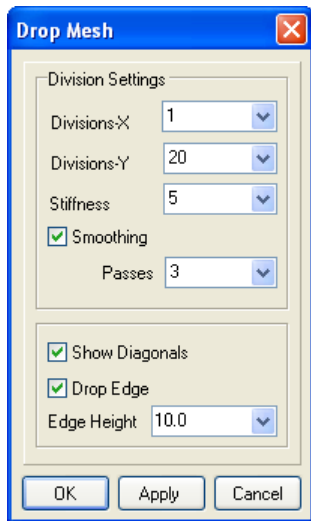 Drop Mesh
Division Settings
Divisions-X 1
Divisions-Y 20
Stiffness 5
Smoothing
Passes 3
Show Diagonals
Drop Edge
Edge Height 10.0
OK Apply Cancel